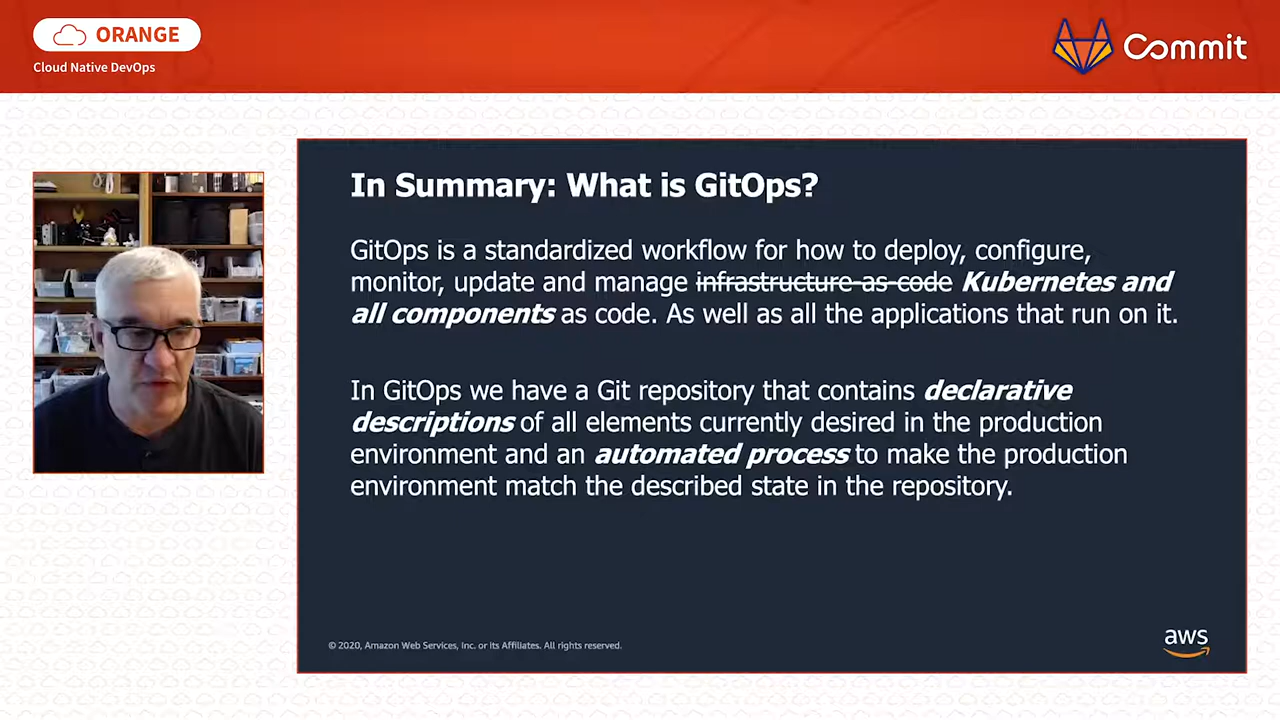 ORANGE
Cloud Native DevOps
Commit
In Summary: What is GitOps?
GitOps is a standardized workflow for how to deploy, configure,
monitor, update and manage infrastructure as code Kubernetes and
all components as code. As well as all the applications that run on it.
In GitOps we have a Git repository that contains declarative
descriptions of all elements currently desired in the production
environment and an automated process to make the production
environment match the described state in the repository.
© 2020, Amazon Web Services, Inc. or its Affiliates. All rights reserved.
aws